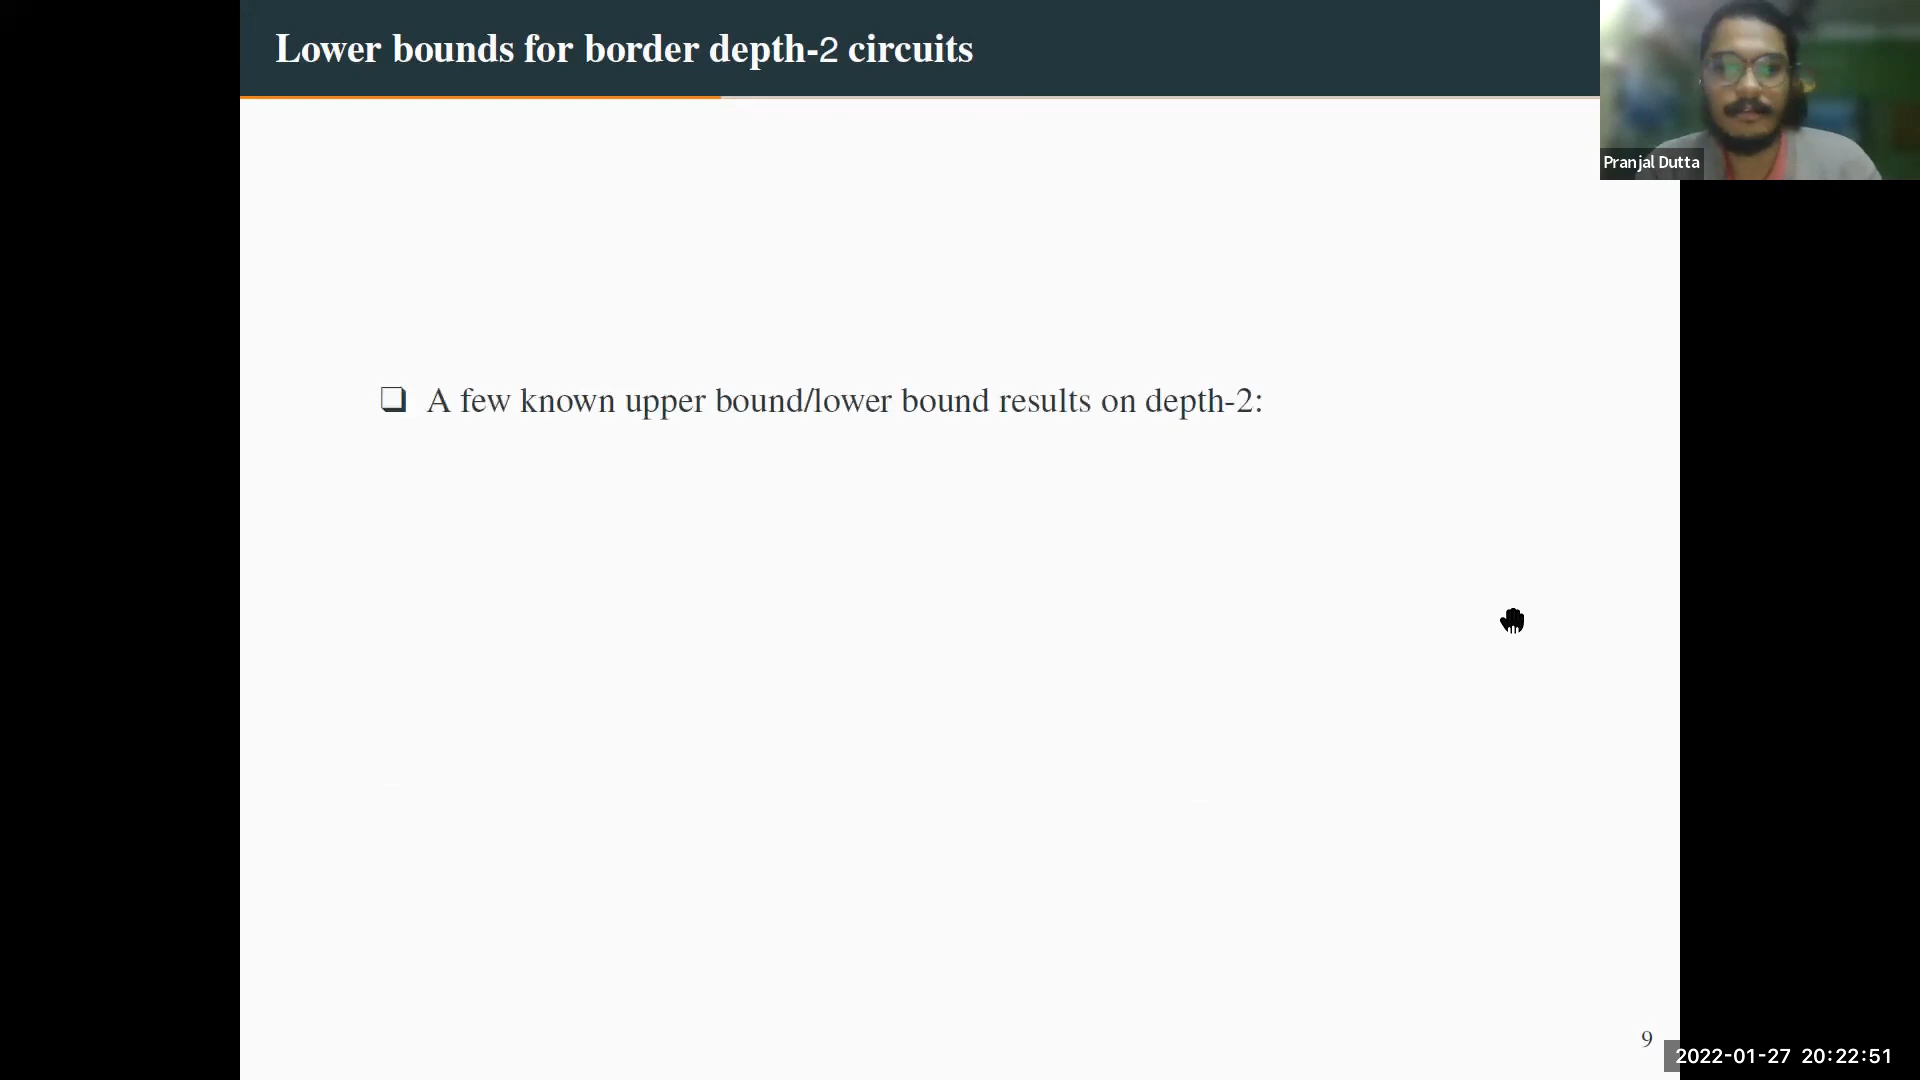 Lower bounds for border depth-2 circuits
Pranjal Dutta
❑ A few known upper bound/lower bound results on depth-2:
9
2022-01-27 20:22:51